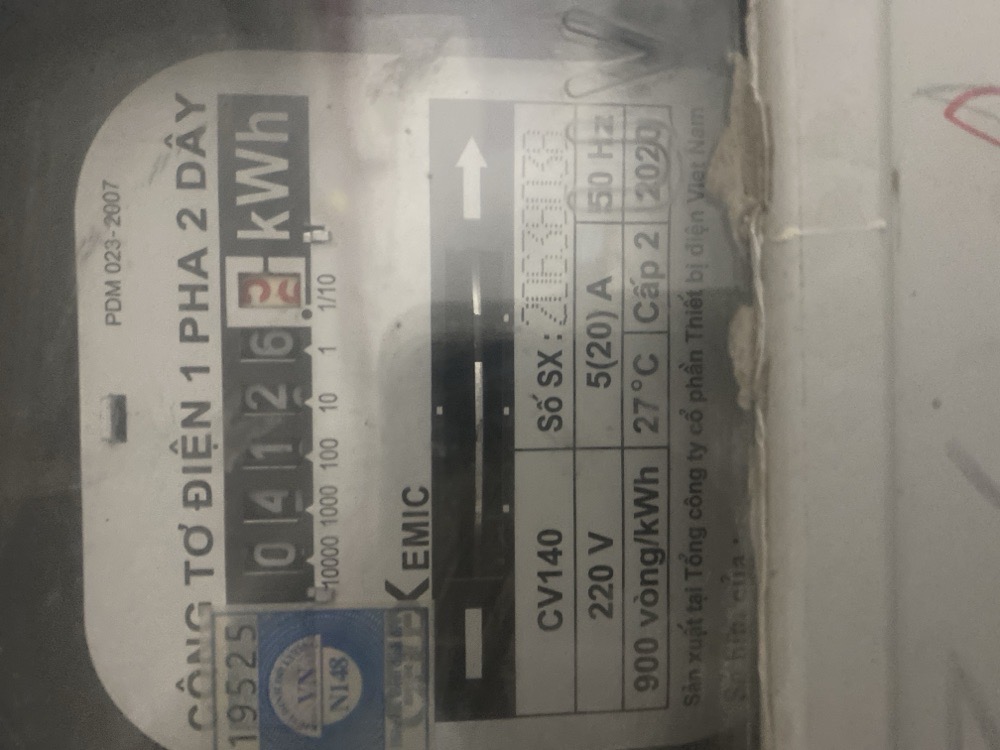 PDM 023-2007
CÔNG TƠ ĐIỆN 1 PHA 2 DÂY
0 4 1 2 6 kWh
10000 1000 100 10 1 1/10
195525
VN
N148
EMIC
CV140 Số SX:
220 V 5(20) A 50 Hz
900 vòng/kWh 27°C Cấp 2 2020
Sản xuất tại Tổng công ty cổ phần Thiết bị điện Việt Nam